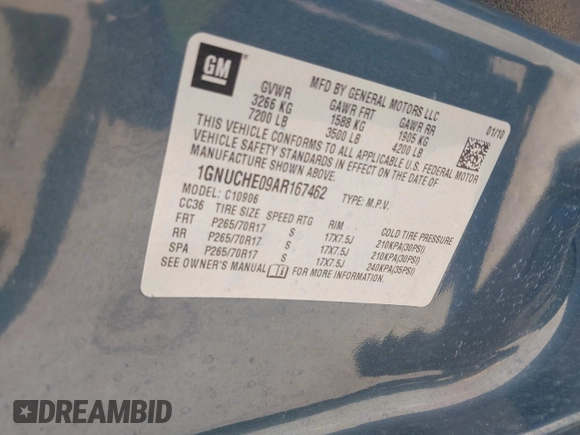 GM
®
MFD BY GENERAL MOTORS LLC
GVWR GAWR FRT GAWR RR 01/10
3266 KG 1588 KG 1905 KG
7200 LB 3500 LB 4200 LB
THIS VEHICLE CONFORMS TO ALL APPLICABLE U.S. FEDERAL MOTOR
VEHICLE SAFETY STANDARDS IN EFFECT ON THE DATE OF
MANUFACTURE SHOWN ABOVE.
1GNUCHE09AR167462 TYPE: M.P.V.
MODEL: C10906
CC36 TIRE SIZE SPEED RTG RIM COLD TIRE PRESSURE
FRT P265/70R17 S 17X7.5J 210KPA(30PSI)
RR P265/70R17 S 17X7.5J 210KPA(30PSI)
SPA P265/70R17 S 17X7.5J 240KPA(35PSI)
SEE OWNER'S MANUAL FOR MORE INFORMATION.
DREAMBID